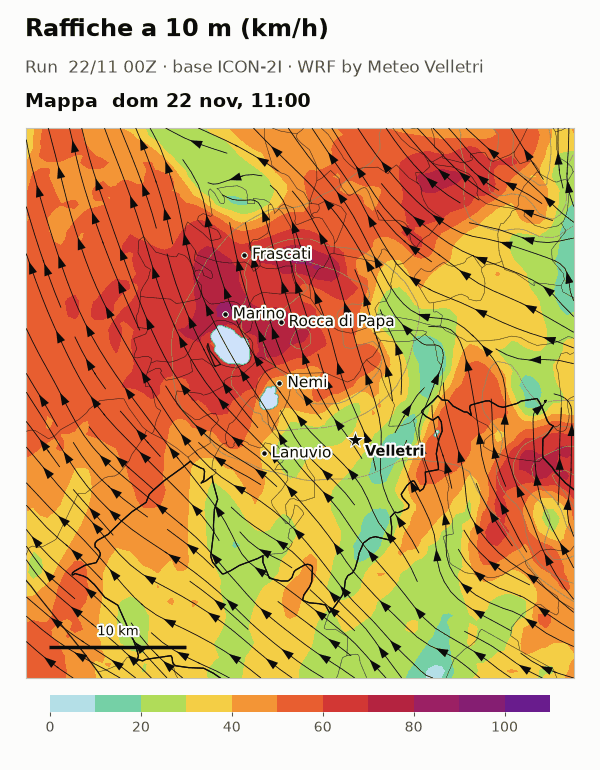 Raffiche a 10 m (km/h)
Run  22/11 00Z · base ICON-2I · WRF by Meteo Velletri
Mappa  dom 22 nov, 11:00
Frascati
Marino
Rocca di Papa
Nemi
Velletri
Lanuvio
10 km
0 20 40 60 80 100